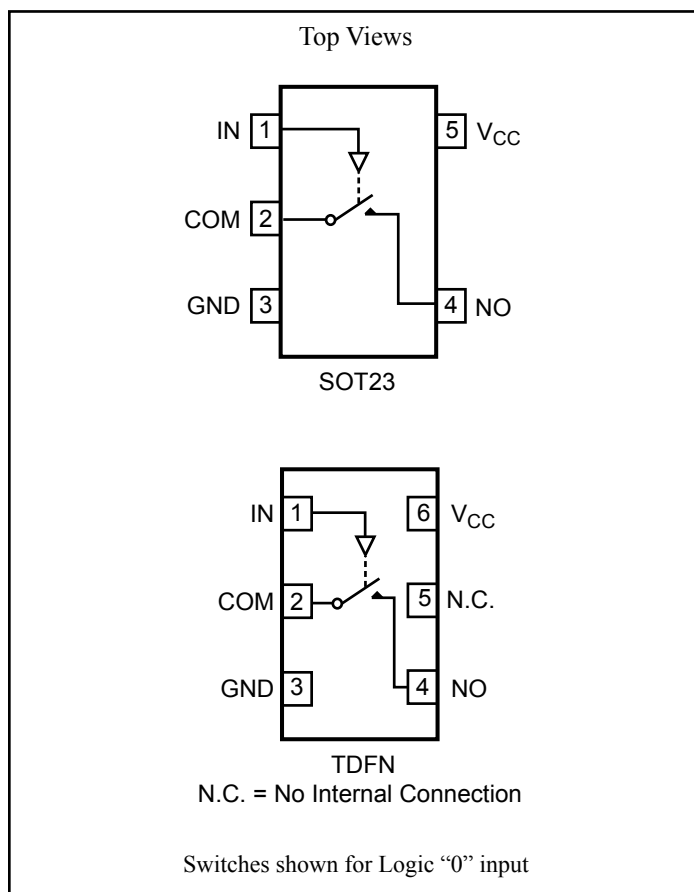 Top Views
IN 1
5 VCC
COM 2
GND 3
4 NO
SOT23
IN 1
6 VCC
COM 2
5 N.C.
GND 3
4 NO
TDFN
N.C. = No Internal Connection
Switches shown for Logic “0” input